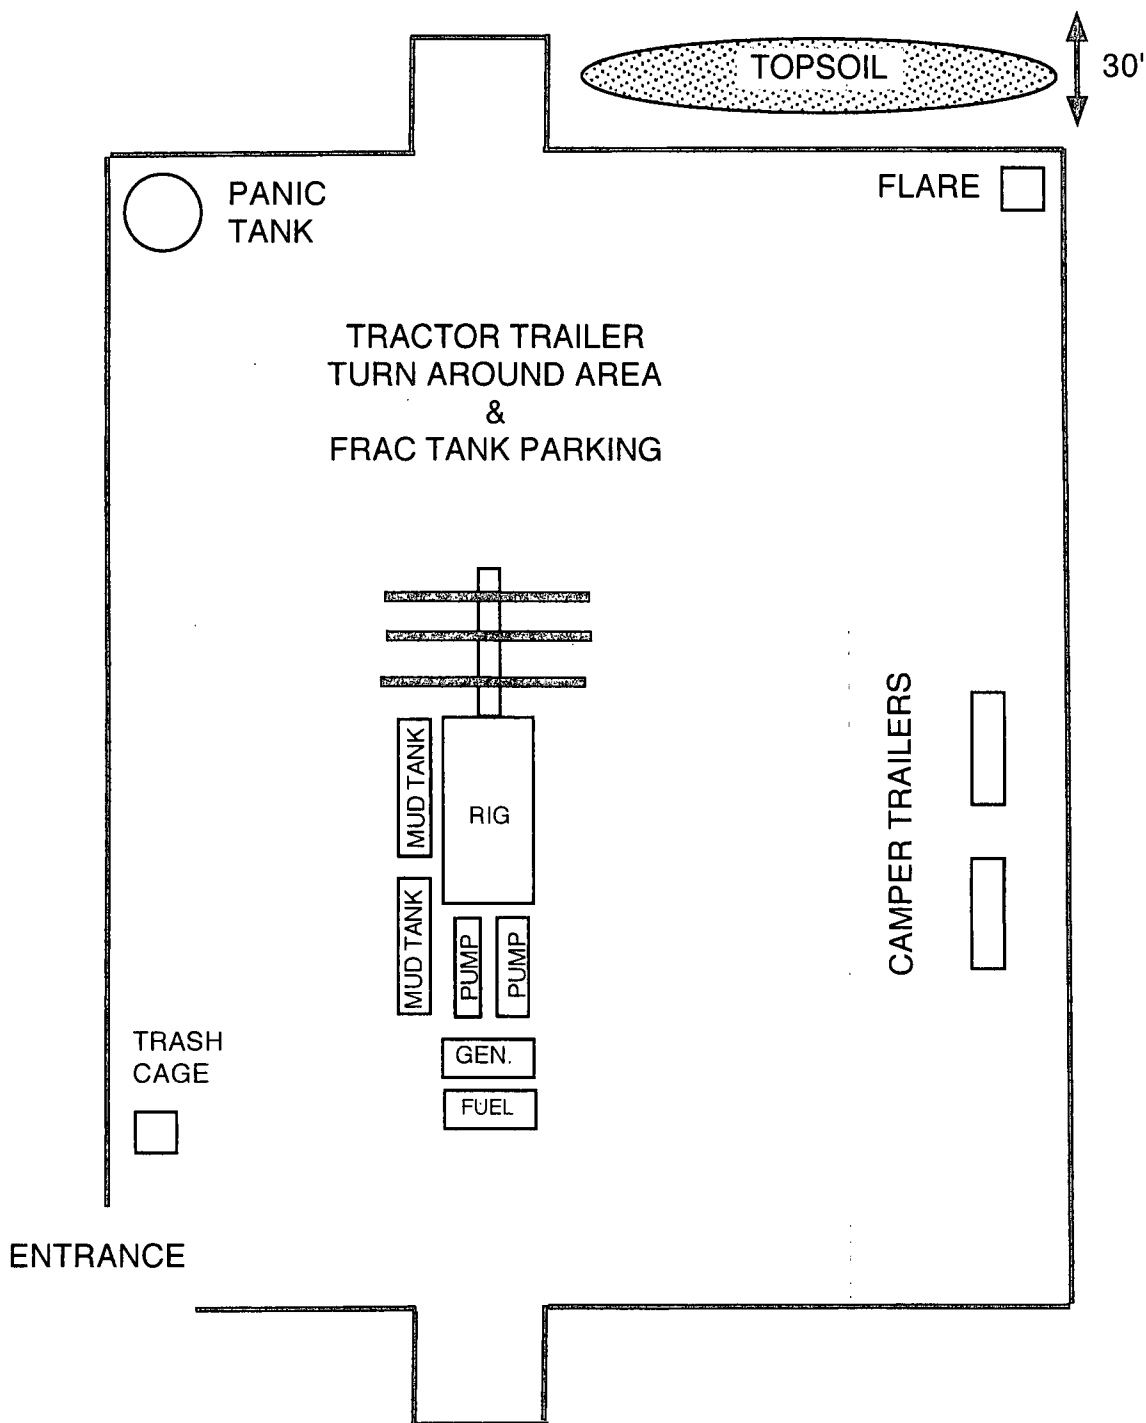 TOPSOIL
30'
PANIC
TANK
FLARE
TRACTOR TRAILER
TURN AROUND AREA
&
FRAC TANK PARKING
MUD TANK
RIG
CAMPER TRAILERS
MUD TANK
PUMP
PUMP
TRASH
CAGE
GEN.
FUEL
ENTRANCE